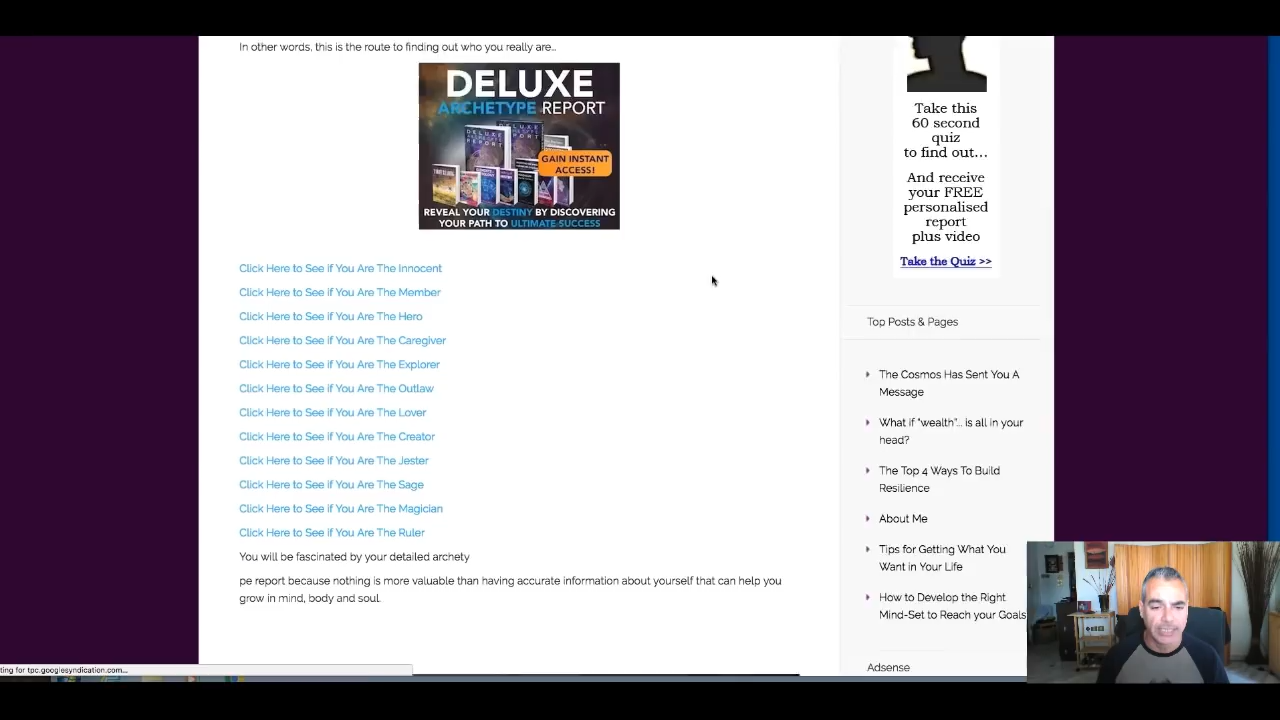 In other words, this is the route to finding out who you really are...
DELUXE
ARCHETYPE REPORT
DELUXE
ARCHETYPE
REPORT
GAIN INSTANT
ACCESS!
REVEAL YOUR DESTINY BY DISCOVERING
YOUR PATH TO ULTIMATE SUCCESS
Click Here to See if You Are The Innocent
Click Here to See if You Are The Member
Click Here to See if You Are The Hero
Click Here to See if You Are The Caregiver
Click Here to See if You Are The Explorer
Click Here to See if You Are The Outlaw
Click Here to See if You Are The Lover
Click Here to See if You Are The Creator
Click Here to See if You Are The Jester
Click Here to See if You Are The Sage
Click Here to See if You Are The Magician
Click Here to See if You Are The Ruler
You will be fascinated by your detailed archety
pe report because nothing is more valuable than having accurate information about yourself that can help you
grow in mind, body and soul.
Take this
60 second
quiz
to find out...
And receive
your FREE
personalised
report
plus video
Take the Quiz >>
Top Posts & Pages
The Cosmos Has Sent You A
Message
What if "wealth"... is all in your
head?
The Top 4 Ways To Build
Resilience
About Me
Tips for Getting What You
Want in Your Life
How to Develop the Right
Mind-Set to Reach your Goals
Adsense
ting for tpc.googlesyndication.com...